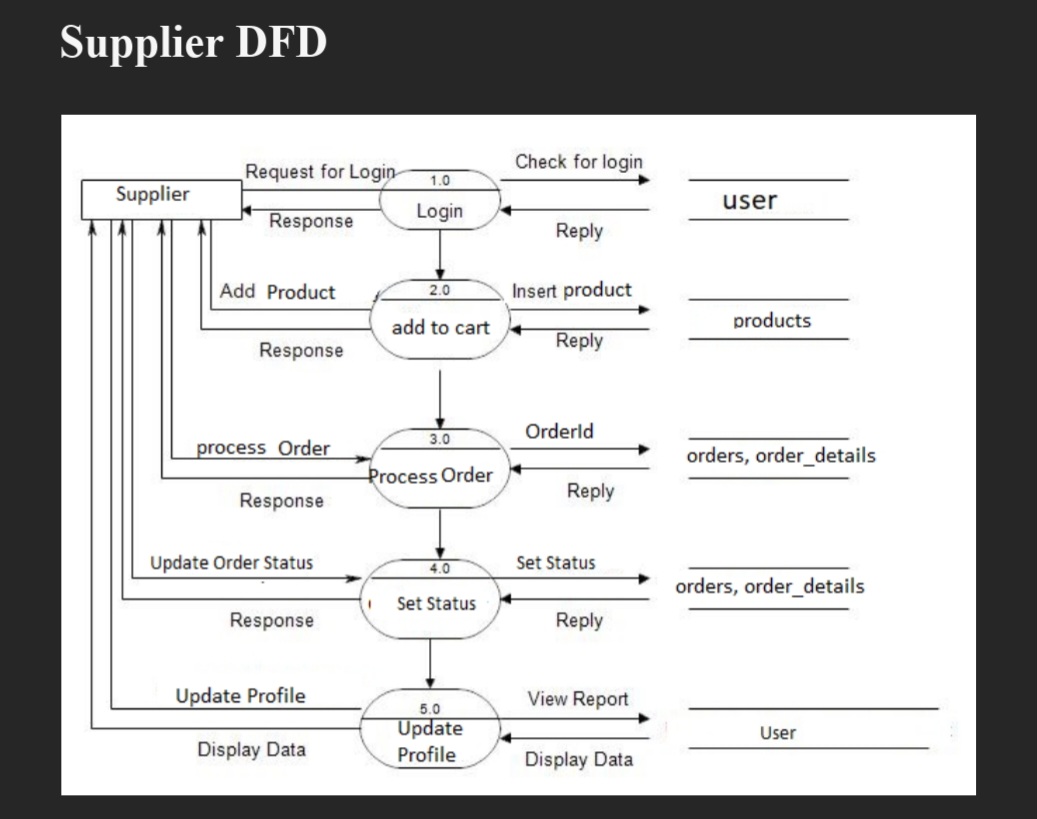 Supplier DFD
Request for Login
Check for login
1.0
Supplier
user
Login
Response
Reply
Add Product
2.0
Insert product
add to cart
products
Response
Reply
process Order
3.0
OrderId
Process Order
orders, order_details
Response
Reply
Update Order Status
4.0
Set Status
Set Status
orders, order_details
Response
Reply
Update Profile
5.0
View Report
Update
Profile
User
Display Data
Display Data